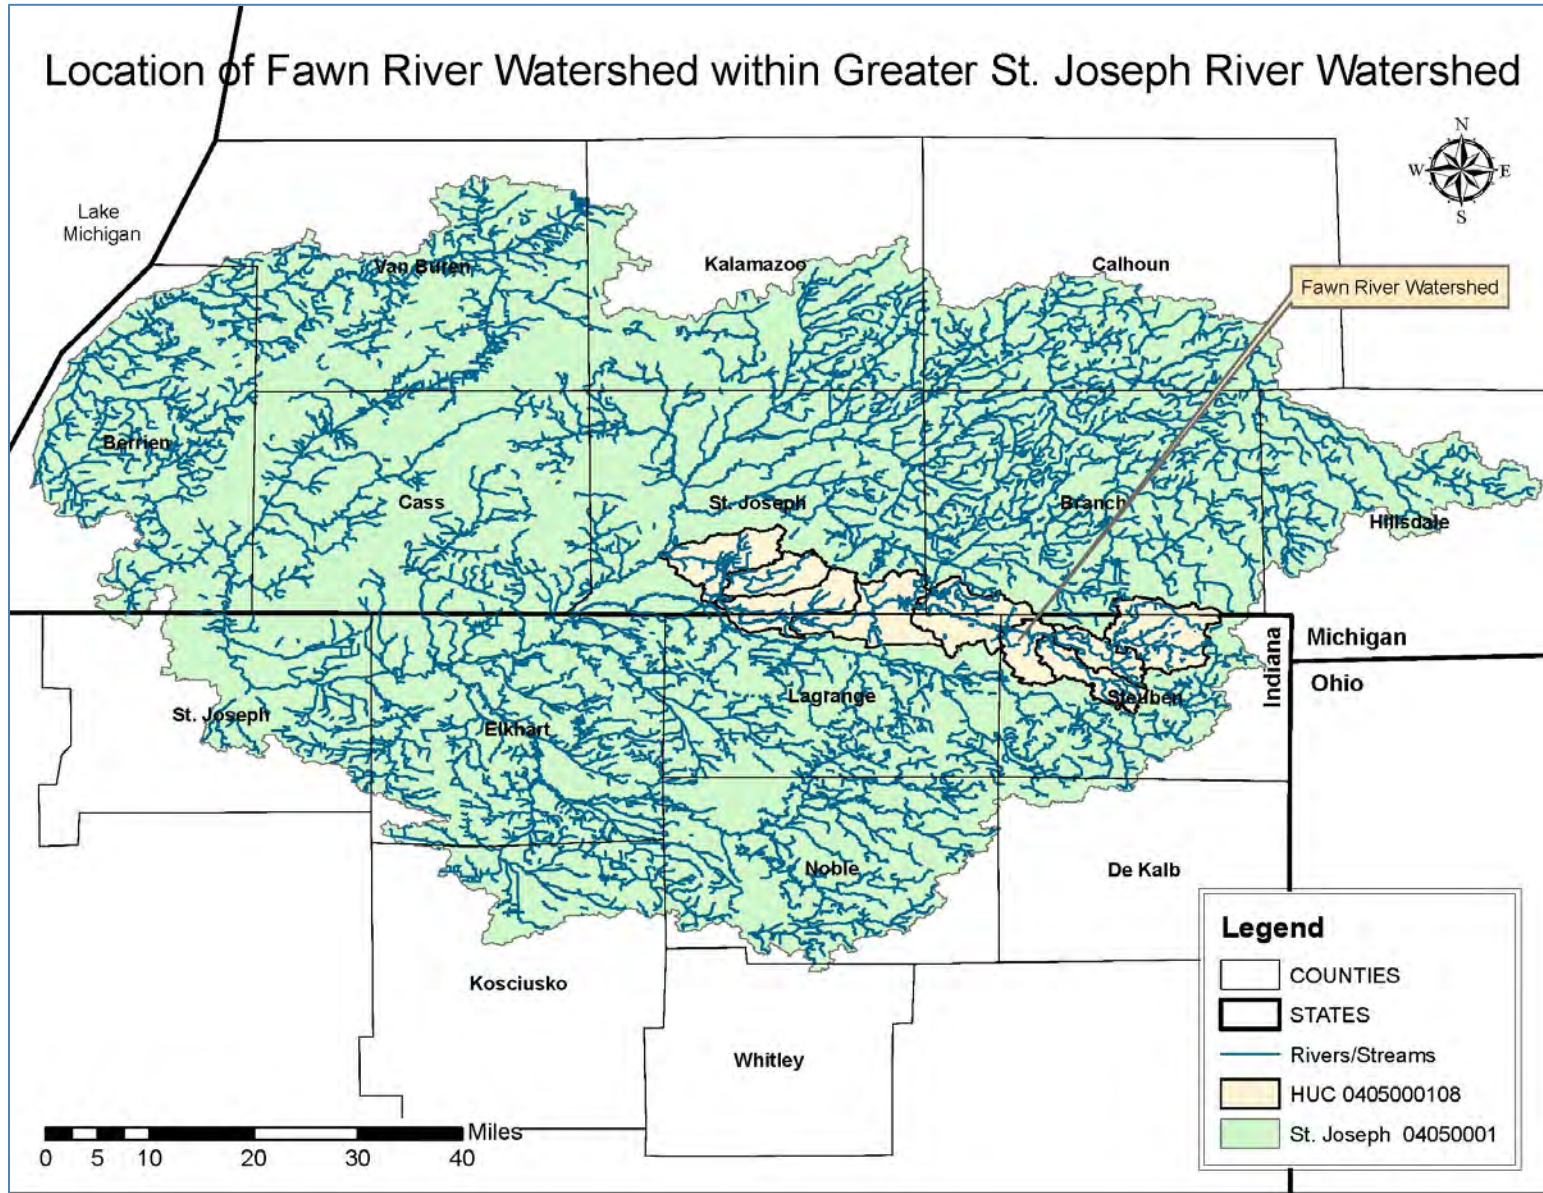 Location of Fawn River Watershed within Greater St. Joseph River Watershed
N
W
E
S
Lake
Michigan
Van Buren
Kalamazoo
Calhoun
Fawn River Watershed
Berrien
Cass
St. Joseph
Branch
Hillsdale
Michigan
Indiana
Ohio
St. Joseph
Elkhart
Lagrange
Steuben
Noble
De Kalb
Kosciusko
Whitley
Legend
COUNTIES
STATES
Rivers/Streams
HUC 0405000108
St. Joseph 04050001
Miles
0 5 10 20 30 40